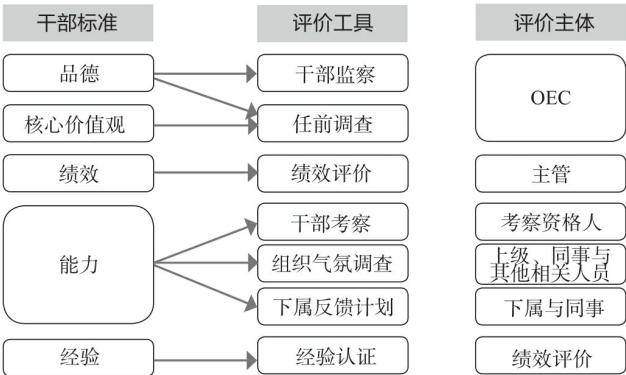 干部标准 评价工具 评价主体
品德 干部监察 OEC
核心价值观 任前调查
绩效 绩效评价 主管
能力 干部考察 考察资格人
组织气氛调查 上级、同事与
其他相关人员
下属反馈计划 下属与同事
经验 经验认证 绩效评价